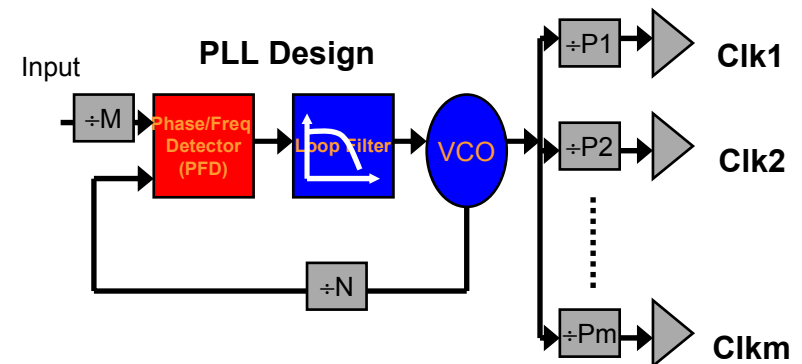 PLL Design
Input
÷M
Phase/Freq
Detector
(PFD)
Loop Filter
VCO
÷N
÷P1
Clk1
÷P2
Clk2
÷Pm
Clkm